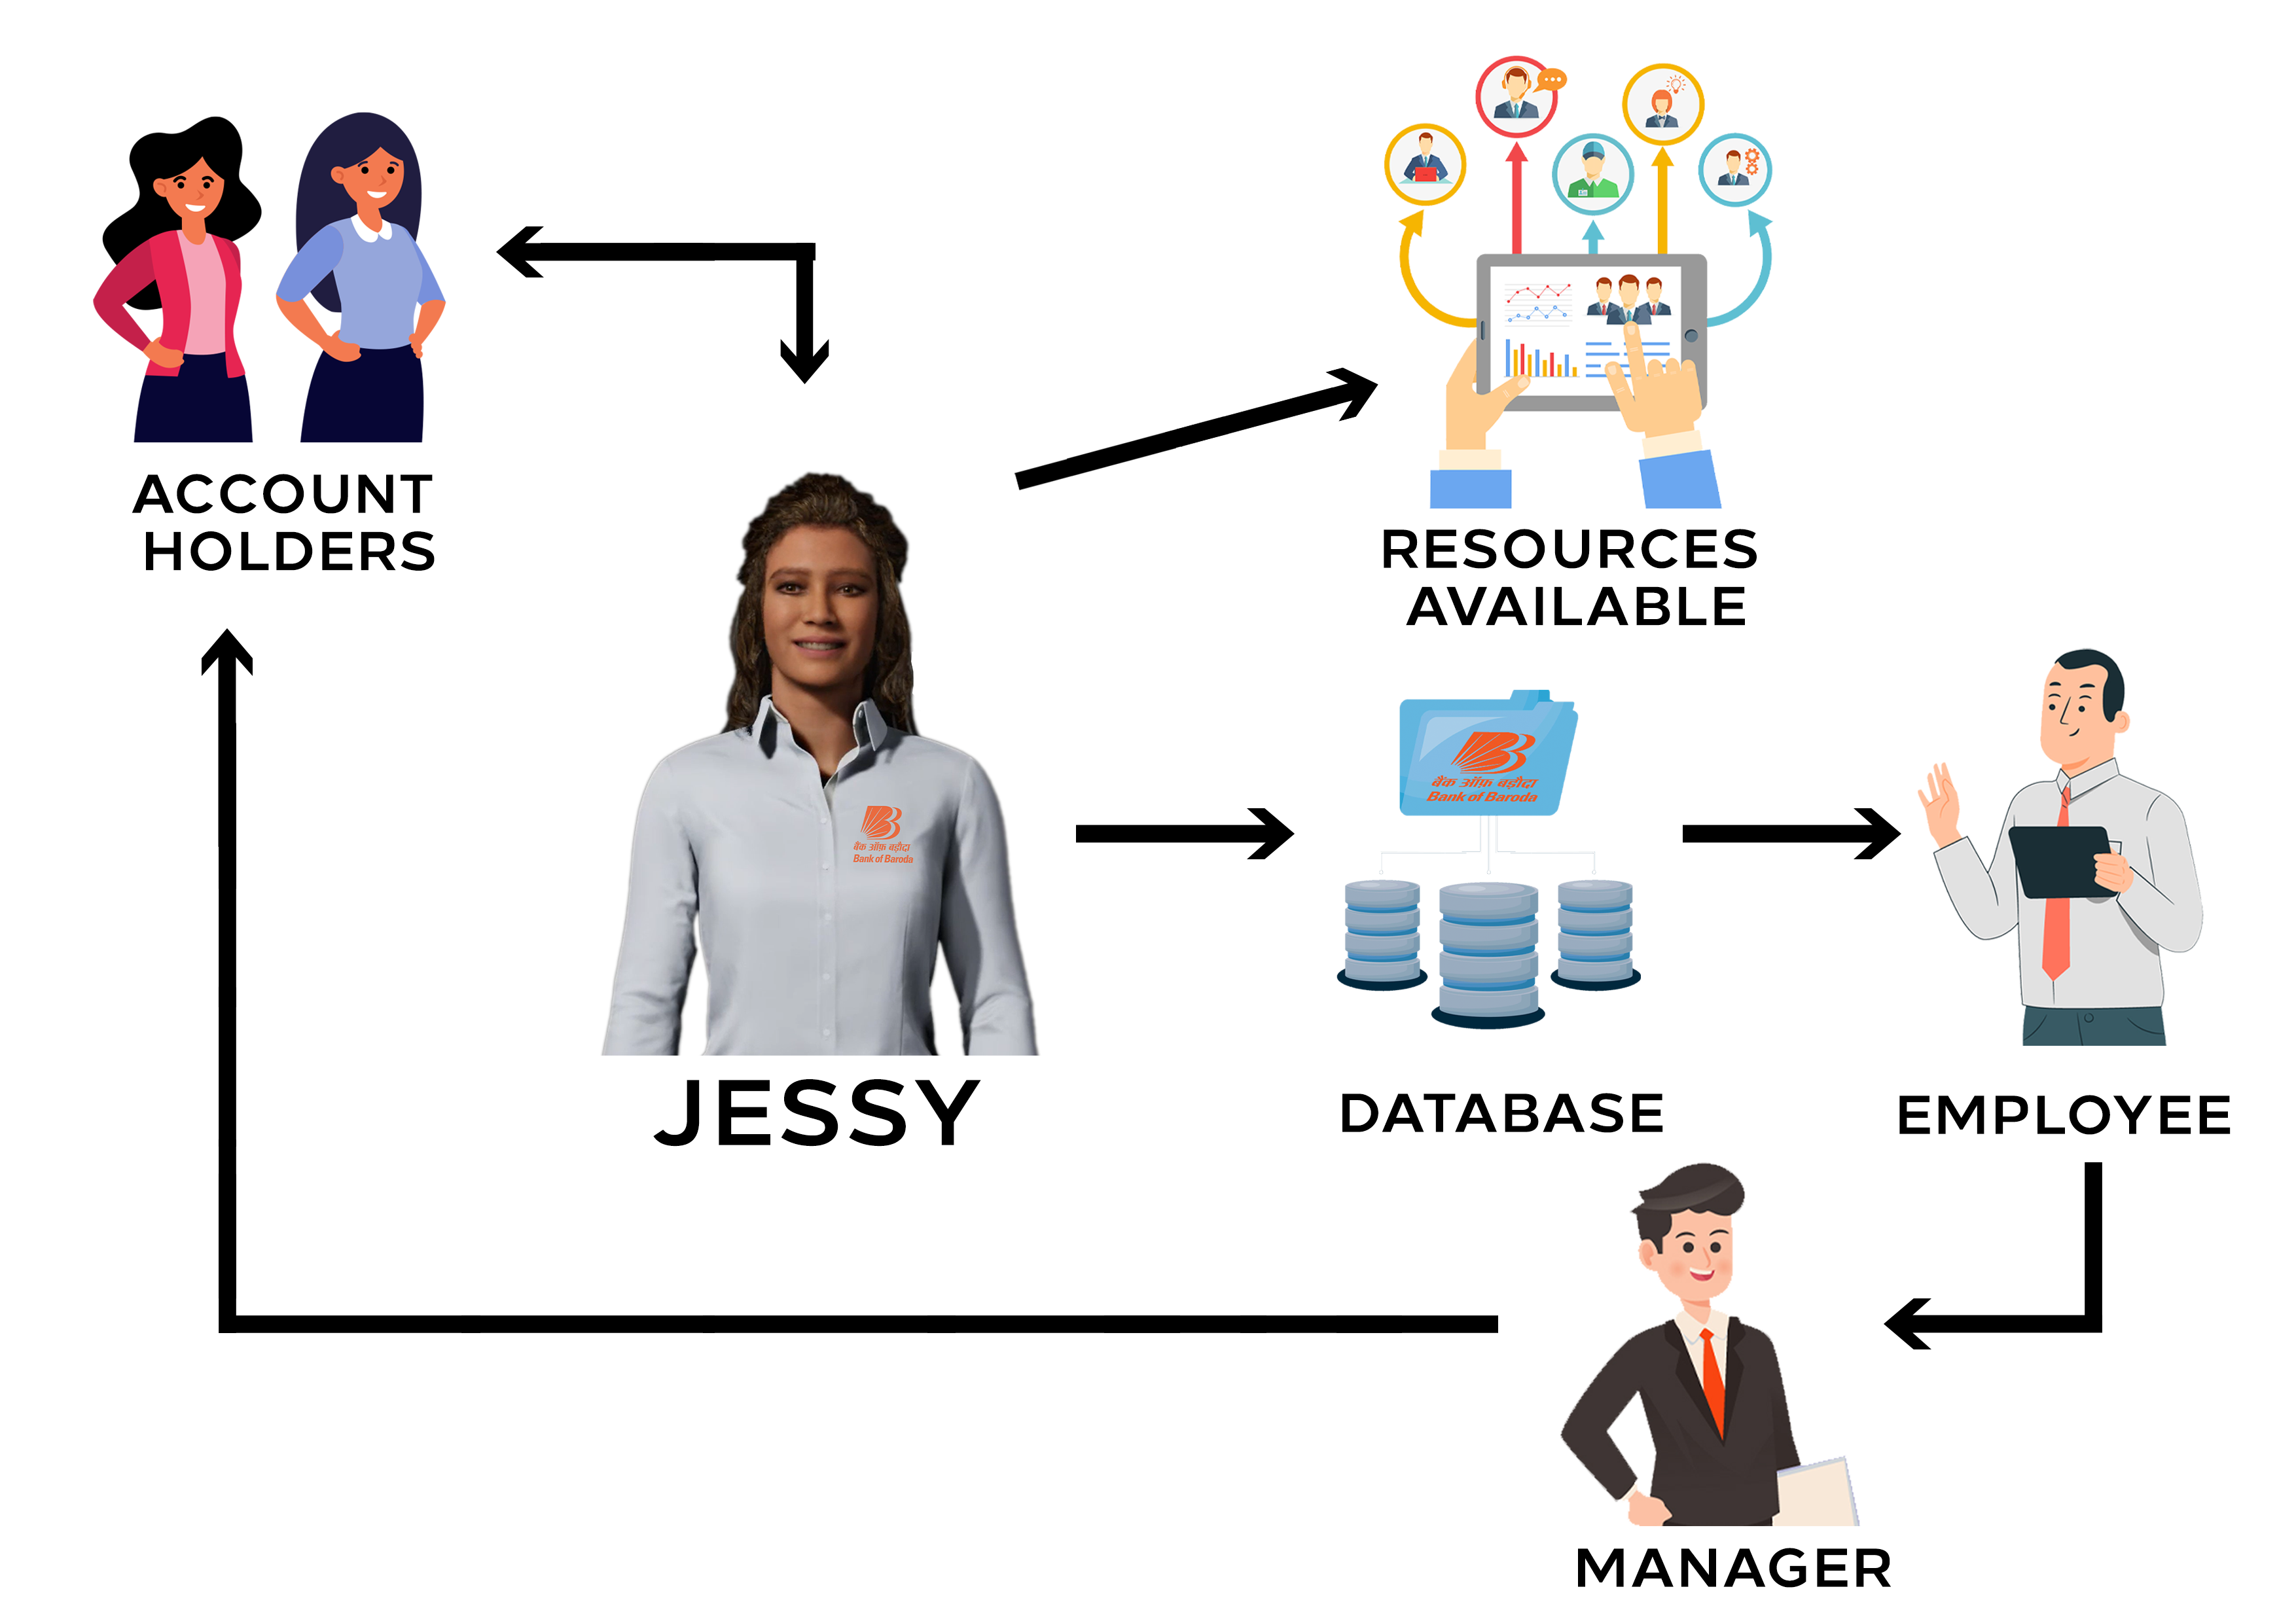 ACCOUNT
HOLDERS
RESOURCES
AVAILABLE
बैंक ऑफ़ बड़ौदा
Bank of Baroda
बैंक ऑफ़ बड़ौदा
Bank of Baroda
JESSY
DATABASE
EMPLOYEE
MANAGER